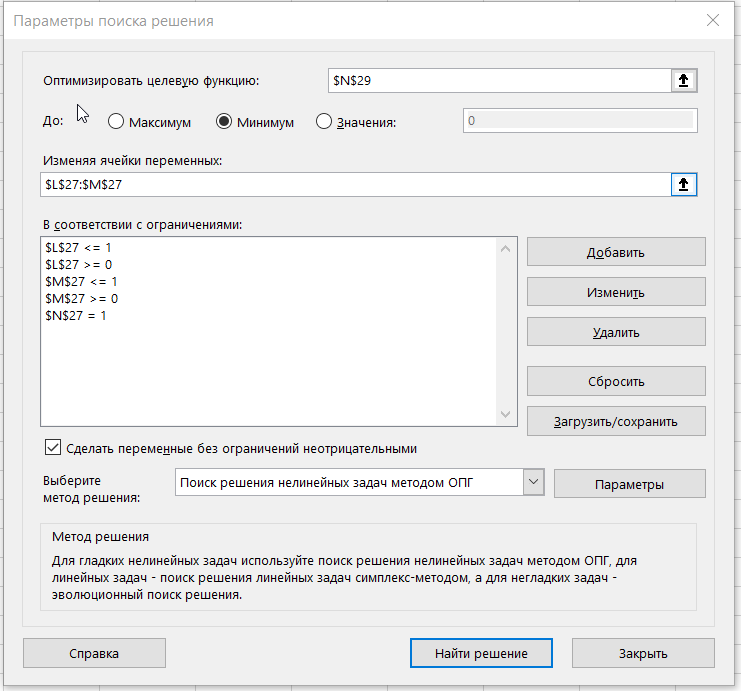 Параметры поиска решения
Оптимизировать целевую функцию: $N$29
До: Максимум Минимум Значения: 0
Изменяя ячейки переменных:
$L$27:$M$27
В соответствии с ограничениями:
$L$27 <= 1
$L$27 >= 0
$M$27 <= 1
$M$27 >= 0
$N$27 = 1
Добавить
Изменить
Удалить
Сбросить
Загрузить/сохранить
Сделать переменные без ограничений неотрицательными
Выберите
метод решения:
Поиск решения нелинейных задач методом ОПГ
Параметры
Метод решения
Для гладких нелинейных задач используйте поиск решения нелинейных задач методом ОПГ, для
линейных задач - поиск решения линейных задач симплекс-методом, а для негладких задач -
эволюционный поиск решения.
Справка
Найти решение
Закрыть